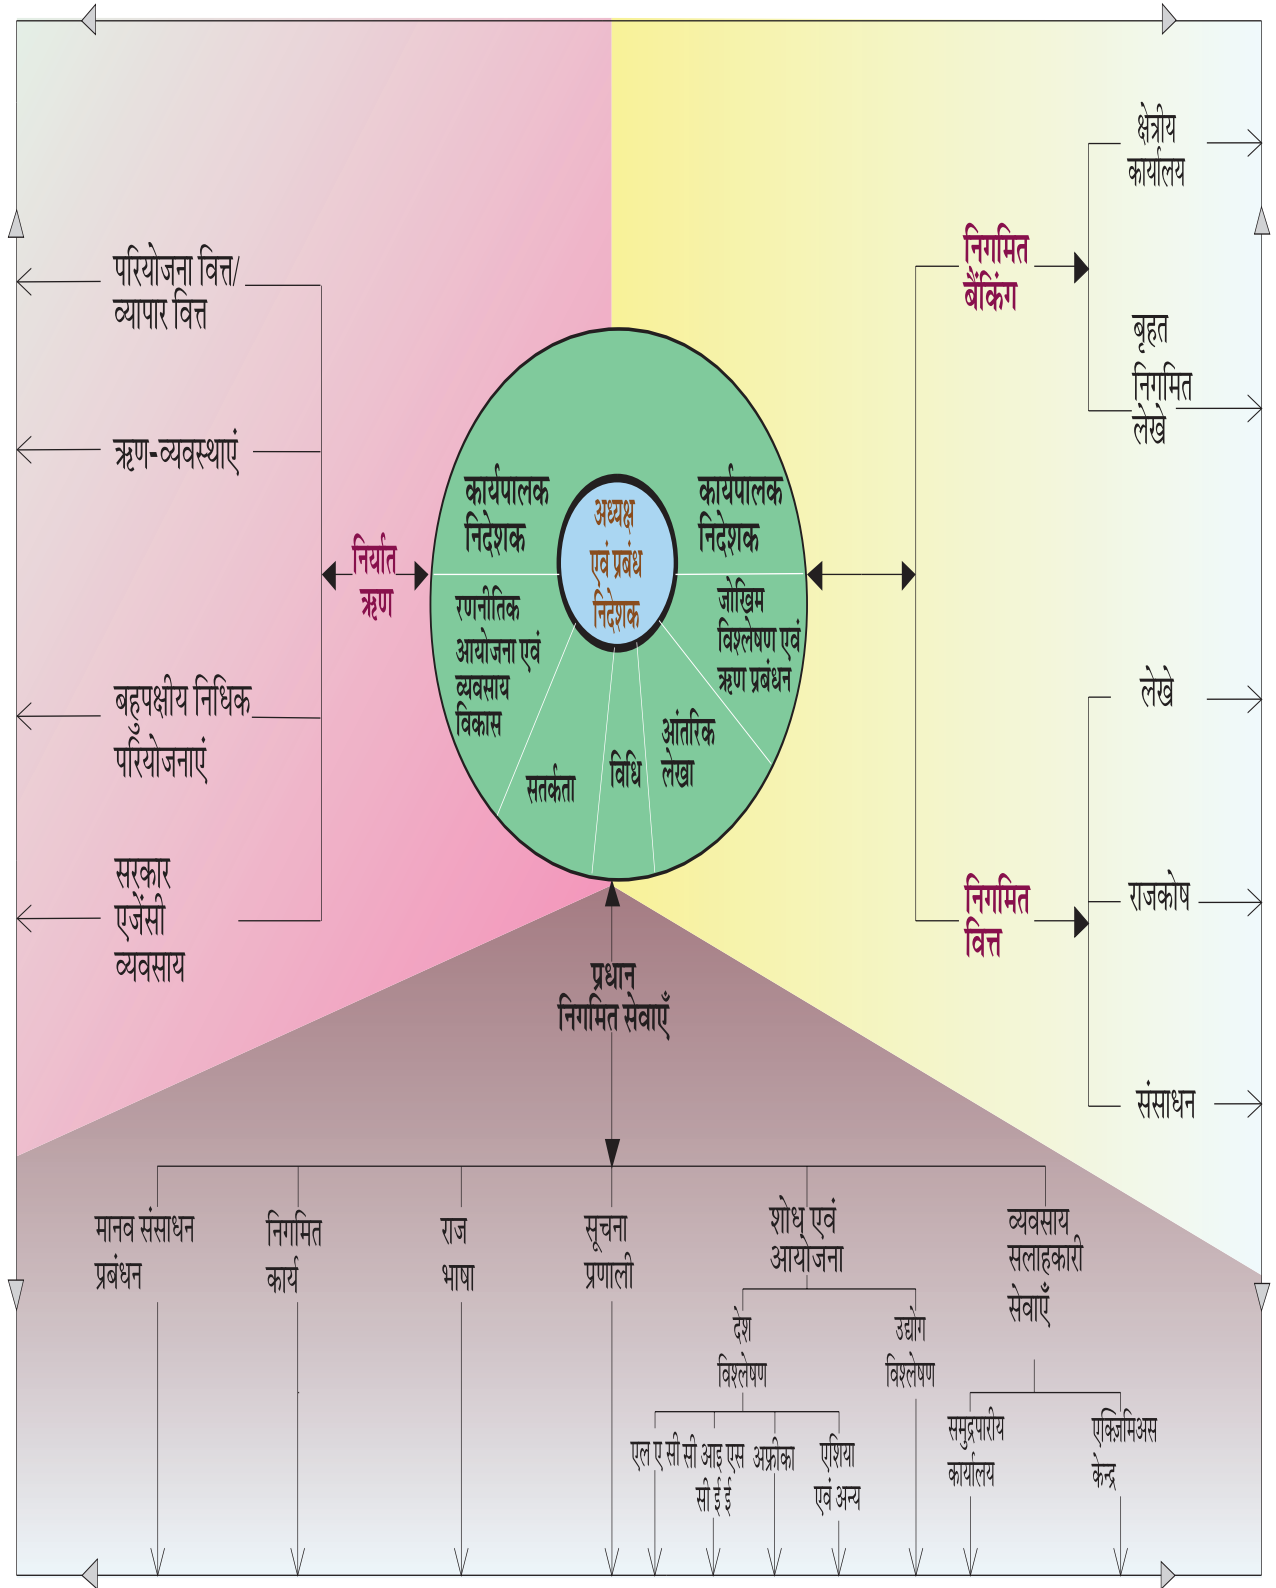 क्षेत्रीय
कार्यालय
निगमित
बैंकिंग
बृहत
निगमित
लेखे
परियोजना वित्त/
व्यापार वित्त
ऋण-व्यवस्थाएं
निर्यात
ऋण
बहुपक्षीय निधिक
परियोजनाएं
सरकार
एजेंसी
व्यवसाय
कार्यपालक
निदेशक
अध्यक्ष
एवं प्रबंध
निदेशक
कार्यपालक
निदेशक
रणनीतिक
आयोजना एवं
व्यवसाय
विकास
सतर्कता
विधि
आंतरिक
लेखा
जोखिम
विश्लेषण एवं
ऋण प्रबंधन
लेखे
राजकोष
निगमित
वित्त
संसाधन
प्रधान
निगमित सेवाएँ
मानव संसाधन
प्रबंधन
निगमित
कार्य
राज
भाषा
सूचना
प्रणाली
शोध एवं
आयोजना
व्यवसाय
सलाहकारी
सेवाएँ
देश
विश्लेषण
उद्योग
विश्लेषण
एल ए सी
सी आइ एस
सी ई ई
अफ्रीका
एशिया
एवं अन्य
समुद्रपारीय
कार्यालय
एक्ज़िमिअस
केन्द्र